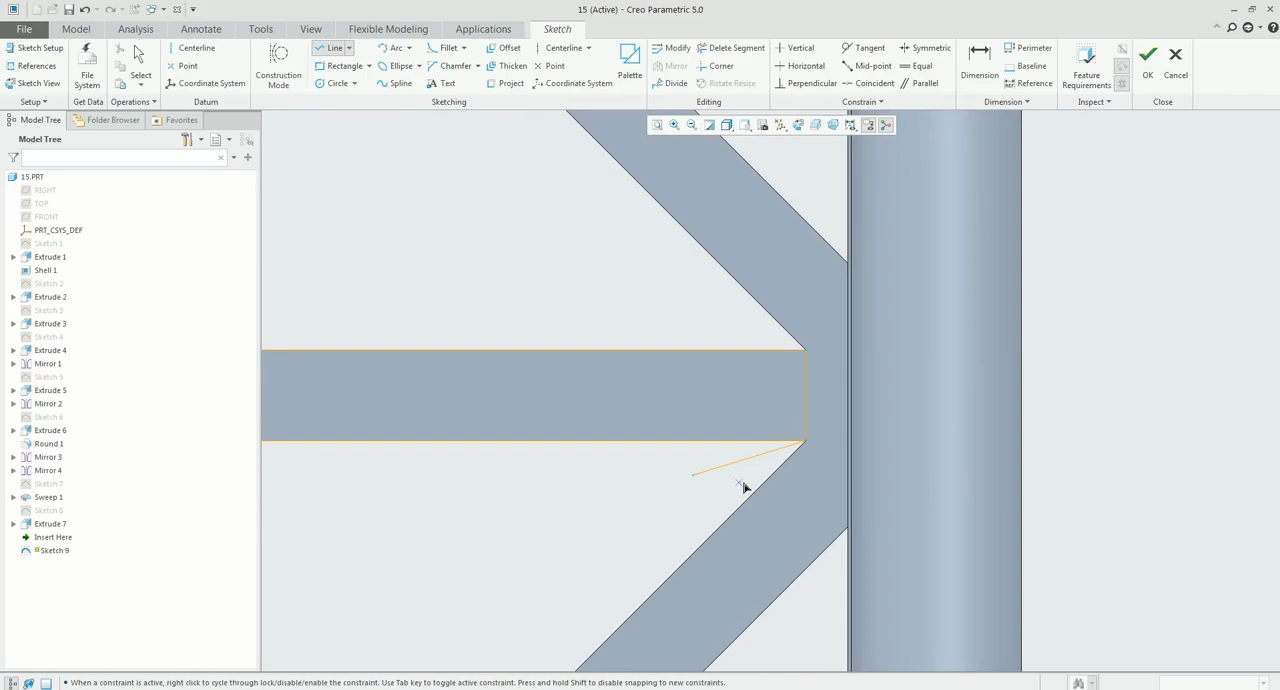 15 (Active) - Creo Parametric 5.0
File Model Analysis Annotate Tools View Flexible Modeling Applications Sketch
Sketch Setup
References
Sketch View
Setup
File System
Get Data
Select
Operations
Centerline
Point
Coordinate System
Datum
Construction Mode
Line Arc Fillet Offset Centerline
Rectangle Ellipse Chamfer Thicken Point
Circle Spline Text Project Coordinate System
Palette
Sketching
Modify Delete Segment
Mirror Corner
Divide Rotate Resize
Editing
Vertical Tangent Symmetric
Horizontal Mid-point Equal
Perpendicular Coincident Parallel
Constrain
Dimension
Perimeter
Baseline
Reference
Dimension
Feature Requirements
Inspect
OK Cancel
Close
Model Tree Folder Browser Favorites
Model Tree
15.PRT
RIGHT
TOP
FRONT
PRT_CSYS_DEF
Sketch 1
Extrude 1
Shell 1
Sketch 2
Extrude 2
Sketch 3
Extrude 3
Sketch 4
Extrude 4
Mirror 1
Sketch 5
Extrude 5
Mirror 2
Sketch 6
Extrude 6
Round 1
Mirror 3
Mirror 4
Sketch 7
Sweep 1
Sketch 8
Extrude 7
Insert Here
Sketch 9
• When a constraint is active, right click to cycle through lock/disable/enable the constraint. Use Tab key to toggle active constraint. Press and hold Shift to disable snapping to new constraints.